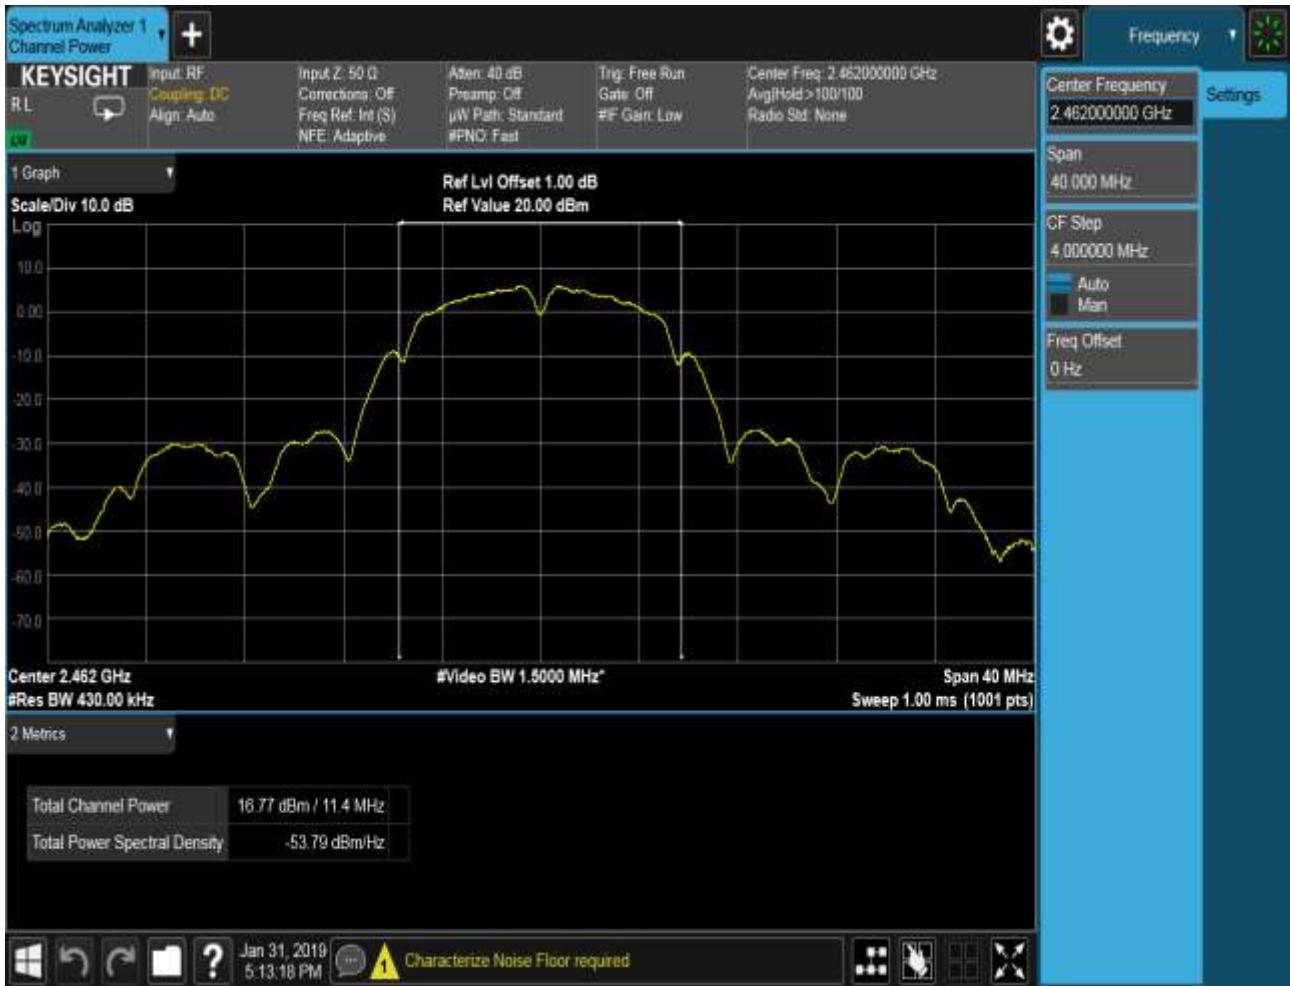 Spectrum Analyzer 1
Channel Power
Frequency
KEYSIGHT
R L
Input: RF
Coupling: DC
Align: Auto
Input Z: 50 Ω
Corrections: Off
Freq Ref: Int (S)
NFE: Adaptive
Atten: 40 dB
Preamp: Off
µW Path: Standard
#PNO: Fast
Trig: Free Run
Gate: Off
#IF Gain: Low
Center Freq: 2.462000000 GHz
Avg|Hold:>100/100
Radio Std: None
Center Frequency
2.462000000 GHz
Settings
Span
40.000 MHz
CF Step
4.000000 MHz
Auto
Man
Freq Offset
0 Hz
1 Graph
Scale/Div 10.0 dB
Ref Lvl Offset 1.00 dB
Ref Value 20.00 dBm
Log
10.0
0.00
-10.0
-20.0
-30.0
-40.0
-50.0
-60.0
-70.0
Center 2.462 GHz
#Video BW 1.5000 MHz*
Span 40 MHz
#Res BW 430.00 kHz
Sweep 1.00 ms (1001 pts)
2 Metrics
Total Channel Power 16.77 dBm / 11.4 MHz
Total Power Spectral Density -53.79 dBm/Hz
Jan 31, 2019
5:13:18 PM
1
Characterize Noise Floor required